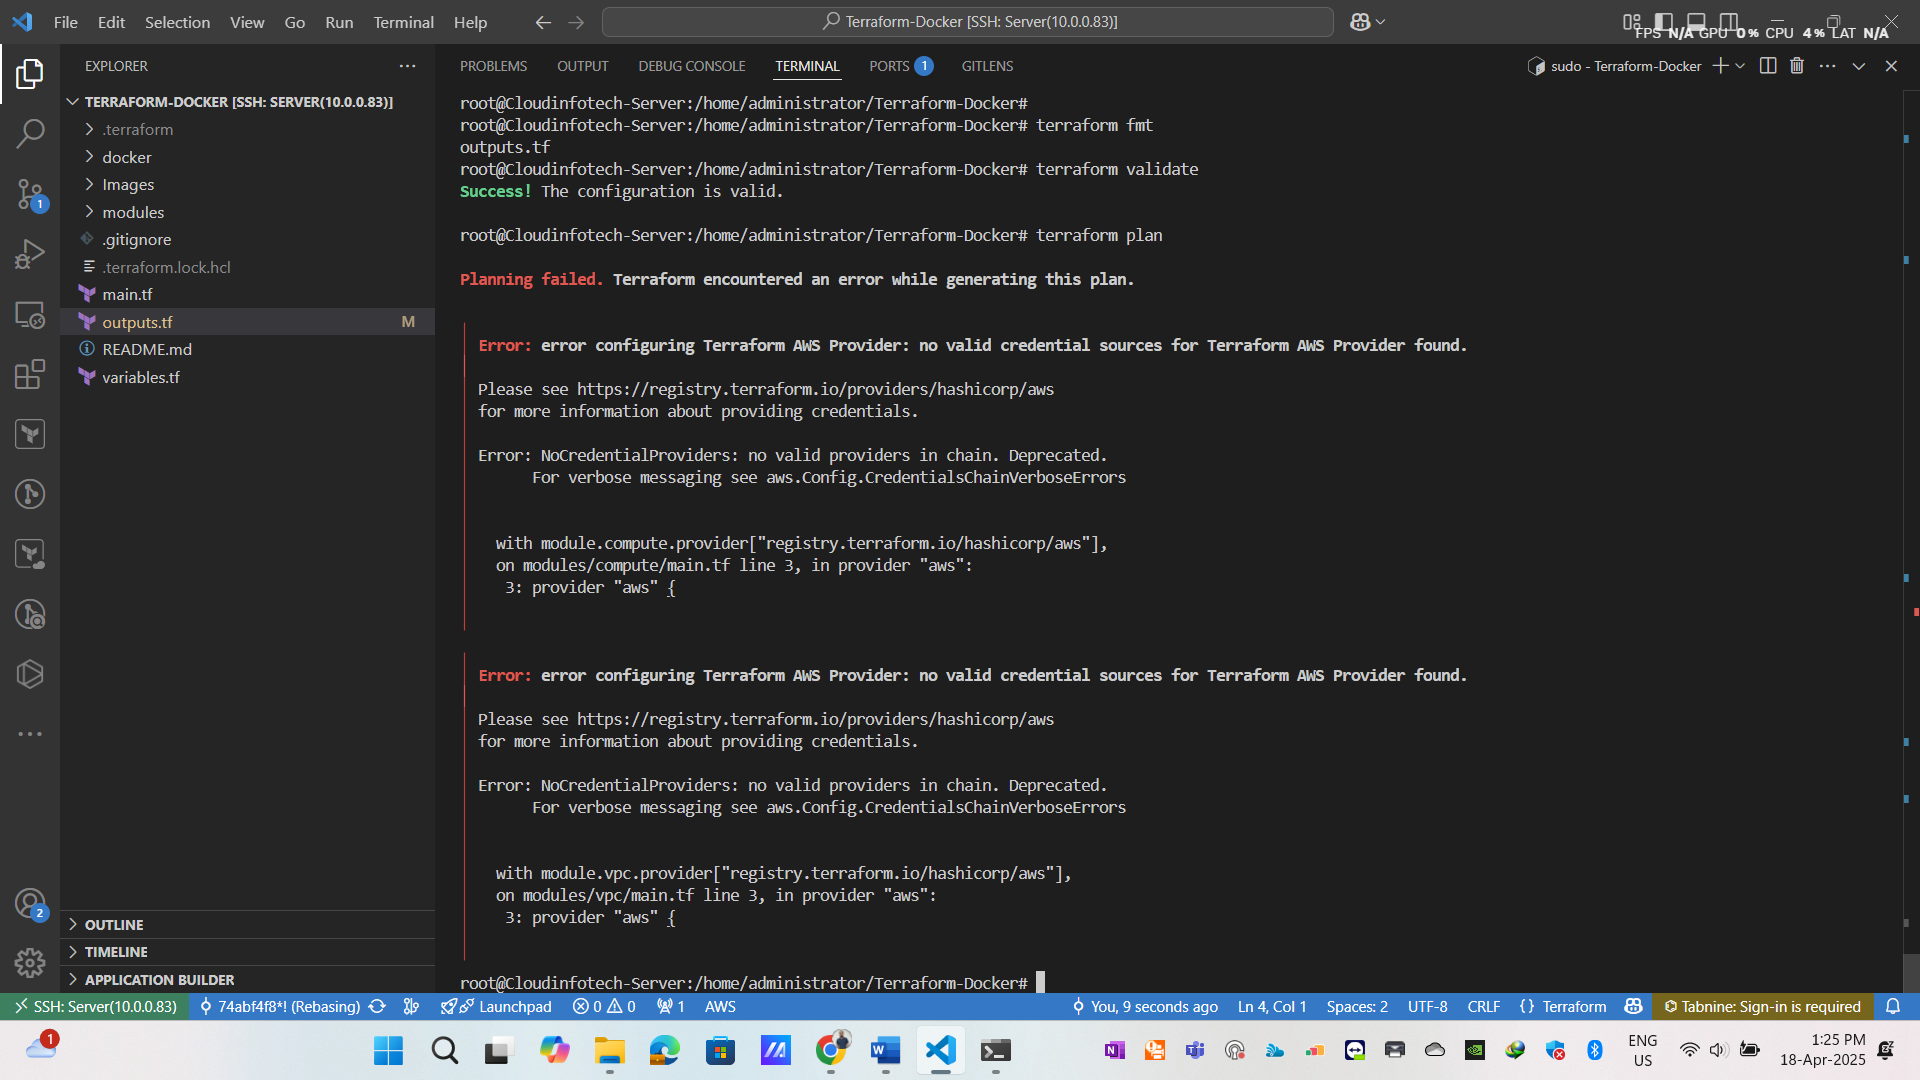 File Edit Selection View Go Run Terminal Help
Terraform-Docker [SSH: Server(10.0.0.83)]
FPS N/A GPU 0% CPU 4% LAT N/A
EXPLORER
TERRAFORM-DOCKER [SSH: SERVER(10.0.0.83)]
.terraform
docker
Images
modules
.gitignore
.terraform.lock.hcl
main.tf
outputs.tf M
README.md
variables.tf
OUTLINE
TIMELINE
APPLICATION BUILDER
1
2
PROBLEMS OUTPUT DEBUG CONSOLE TERMINAL PORTS 1 GITLENS
sudo - Terraform-Docker
root@Cloudinfotech-Server:/home/administrator/Terraform-Docker#
root@Cloudinfotech-Server:/home/administrator/Terraform-Docker# terraform fmt
outputs.tf
root@Cloudinfotech-Server:/home/administrator/Terraform-Docker# terraform validate
Success! The configuration is valid.
root@Cloudinfotech-Server:/home/administrator/Terraform-Docker# terraform plan
Planning failed. Terraform encountered an error while generating this plan.
Error: error configuring Terraform AWS Provider: no valid credential sources for Terraform AWS Provider found.
Please see https://registry.terraform.io/providers/hashicorp/aws
for more information about providing credentials.
Error: NoCredentialProviders: no valid providers in chain. Deprecated.
For verbose messaging see aws.Config.CredentialsChainVerboseErrors
with module.compute.provider["registry.terraform.io/hashicorp/aws"],
on modules/compute/main.tf line 3, in provider "aws":
3: provider "aws" {
Error: error configuring Terraform AWS Provider: no valid credential sources for Terraform AWS Provider found.
Please see https://registry.terraform.io/providers/hashicorp/aws
for more information about providing credentials.
Error: NoCredentialProviders: no valid providers in chain. Deprecated.
For verbose messaging see aws.Config.CredentialsChainVerboseErrors
with module.vpc.provider["registry.terraform.io/hashicorp/aws"],
on modules/vpc/main.tf line 3, in provider "aws":
3: provider "aws" {
root@Cloudinfotech-Server:/home/administrator/Terraform-Docker#
SSH: Server(10.0.0.83) 74abf4f8*! (Rebasing) Launchpad 0 0 1 AWS You, 9 seconds ago Ln 4, Col 1 Spaces: 2 UTF-8 CRLF {} Terraform Tabnine: Sign-in is required
1
ENG
US
1:25 PM
18-Apr-2025